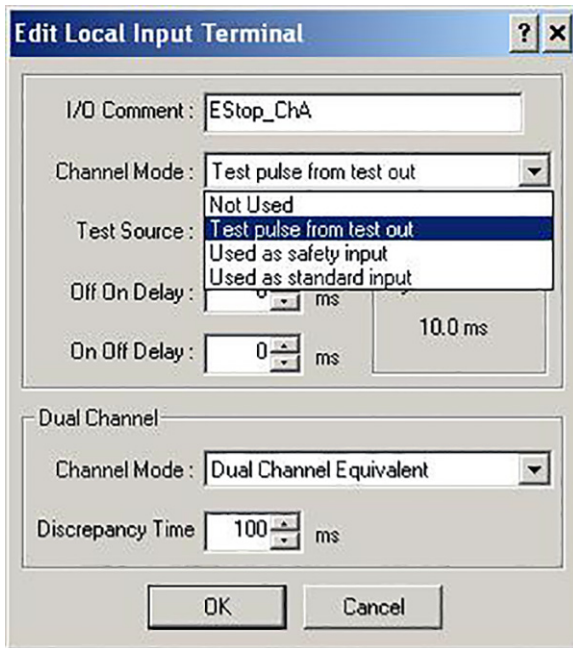 Edit Local Input Terminal ? ×
I/O Comment : EStop_ChA
Channel Mode : Test pulse from test out
Not Used
Test Source : Test pulse from test out
Used as safety input
Used as standard input
Off On Delay : ms
10.0 ms
On Off Delay : 0 ms
Dual Channel
Channel Mode : Dual Channel Equivalent
Discrepancy Time 100 ms
OK Cancel